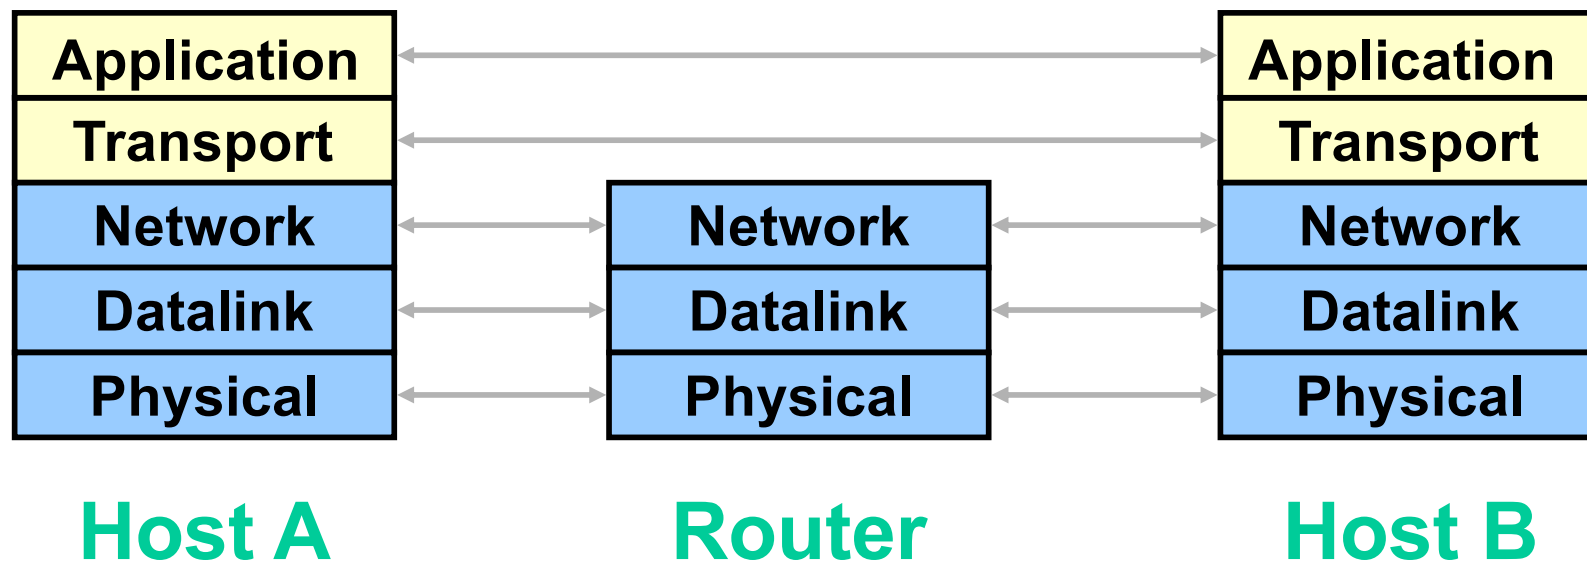 Application
Application
Transport
Transport
Network
Network
Network
Datalink
Datalink
Datalink
Physical
Physical
Physical
Host A
Router
Host B